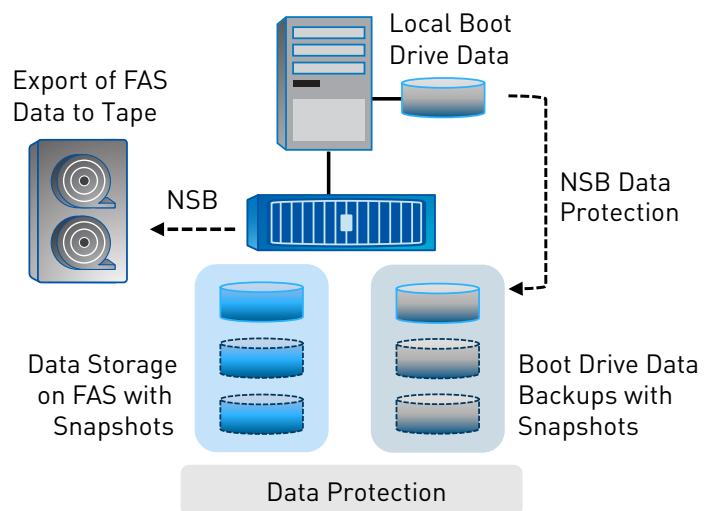 Local Boot
Drive Data
Export of FAS
Data to Tape
NSB
NSB Data
Protection
Data Storage
on FAS with
Snapshots
Boot Drive Data
Backups with
Snapshots
Data Protection